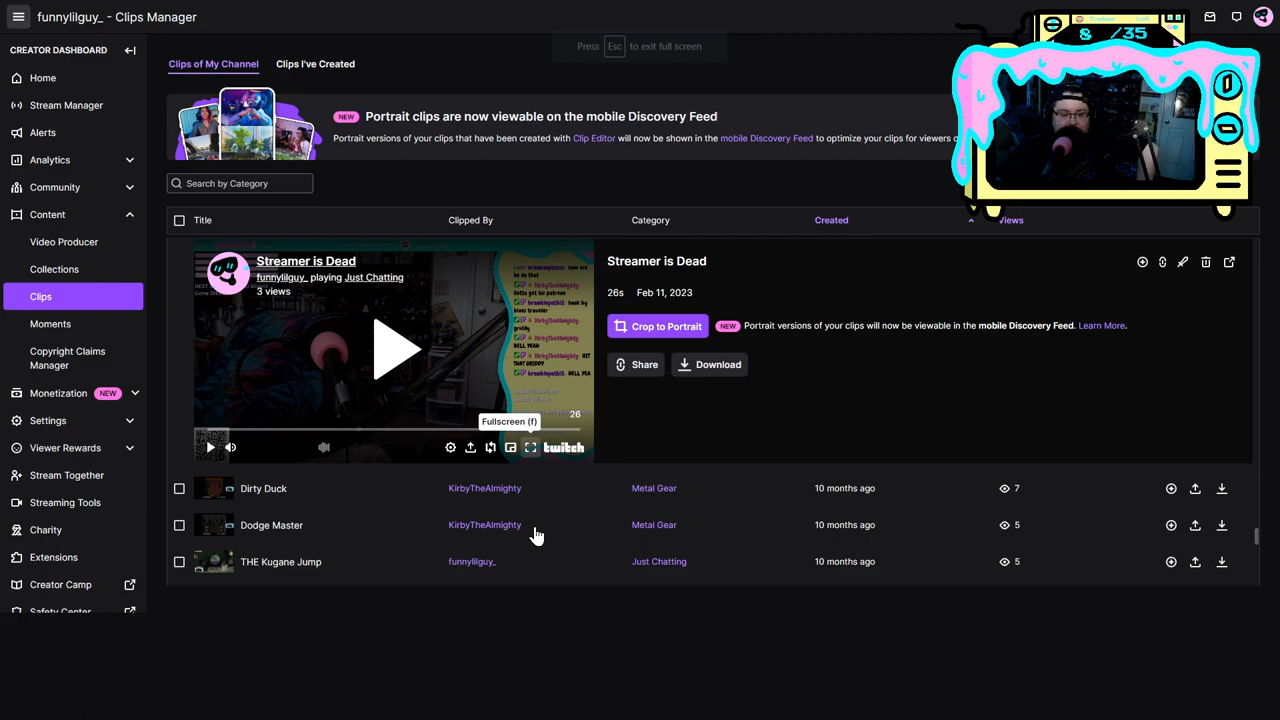 funnylilguy_ - Clips Manager
Press Esc to exit full screen
8 /35
CREATOR DASHBOARD
Home
Stream Manager
Alerts
Analytics
Community
Content
Video Producer
Collections
Clips
Moments
Copyright Claims
Manager
Monetization NEW
Settings
Viewer Rewards
Stream Together
Streaming Tools
Charity
Extensions
Creator Camp
Safety Center
Clips of My Channel Clips I've Created
NEW Portrait clips are now viewable on the mobile Discovery Feed
Portrait versions of your clips that have been created with Clip Editor will now be shown in the mobile Discovery Feed to optimize your clips for viewers
Search by Category
Title Clipped By Category Created Views
Streamer is Dead
funnylilguy_ playing Just Chatting
3 views
HELL YEAH
26
Fullscreen (f)
twitch
Streamer is Dead
26s Feb 11, 2023
Crop to Portrait NEW Portrait versions of your clips will now be viewable in the mobile Discovery Feed. Learn More.
Share Download
Dirty Duck KirbyTheAlmighty Metal Gear 10 months ago 7
Dodge Master KirbyTheAlmighty Metal Gear 10 months ago 5
THE Kugane Jump funnylilguy_ Just Chatting 10 months ago 5